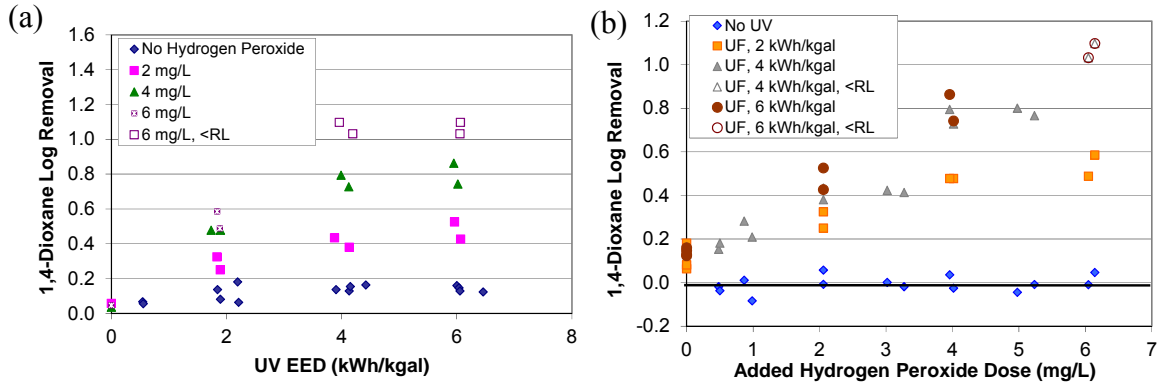 (a)
1,4-Dioxane Log Removal
1.6
1.4
1.2
1.0
0.8
0.6
0.4
0.2
0.0
No Hydrogen Peroxide
2 mg/L
4 mg/L
6 mg/L
6 mg/L, <RL
0 2 4 6 8
UV EED (kWh/kgal)
(b)
1,4-Dioxane Log Removal
1.2
1.0
0.8
0.6
0.4
0.2
0.0
-0.2
No UV
UF, 2 kWh/kgal
UF, 4 kWh/kgal
UF, 4 kWh/kgal, <RL
UF, 6 kWh/kgal
UF, 6 kWh/kgal, <RL
0 1 2 3 4 5 6 7
Added Hydrogen Peroxide Dose (mg/L)